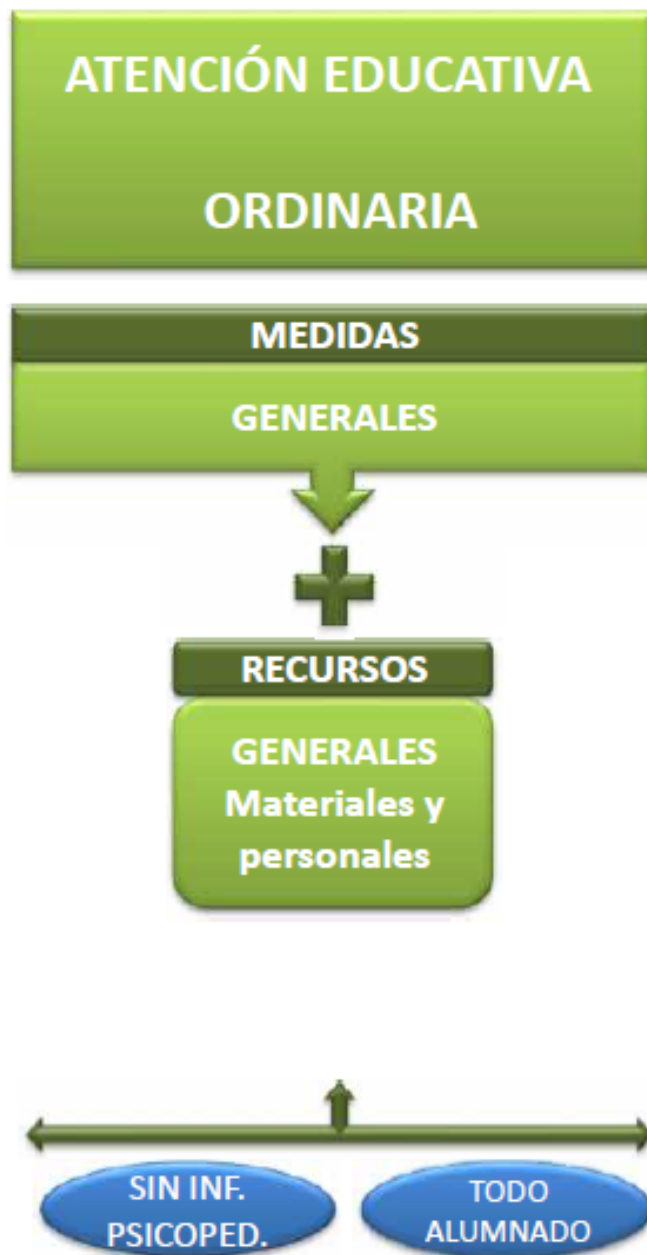 ATENCIÓN EDUCATIVA
ORDINARIA
MEDIDAS
GENERALES
RECURSOS
GENERALES
Materiales y
personales
SIN INF.
PSICOPED.
TODO
ALUMNADO